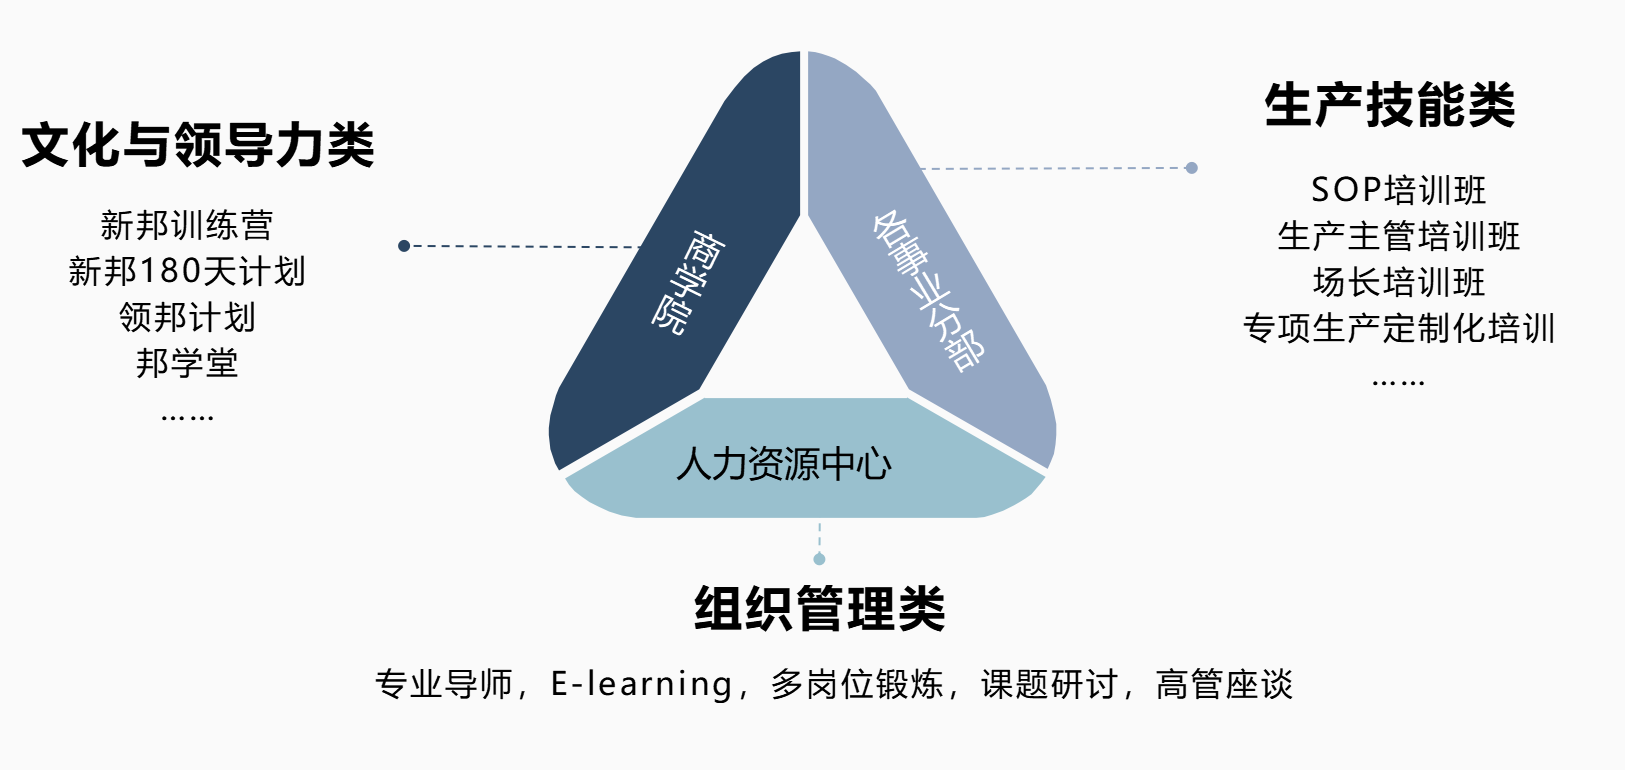 文化与领导力类
新邦训练营
新邦180天计划
领邦计划
邦学堂
……
商学院
各事业分部
人力资源中心
生产技能类
SOP培训班
生产主管培训班
场长培训班
专项生产定制化培训
……
组织管理类
专业导师，E-learning，多岗位锻炼，课题研讨，高管座谈